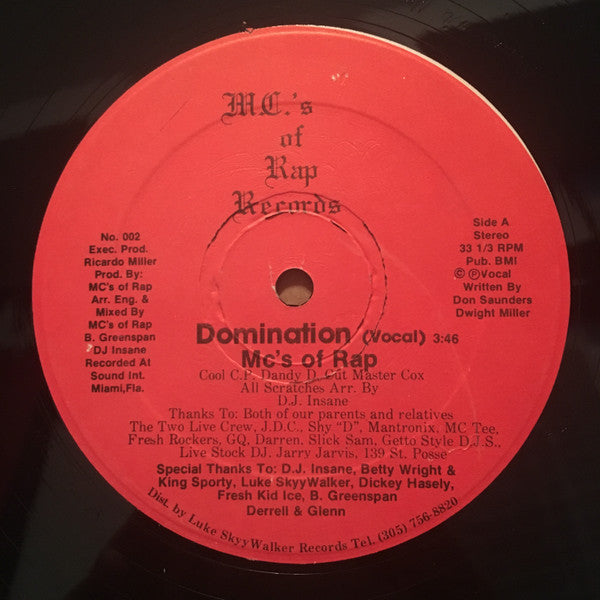 M.C.'s
of
Rap
Records
No. 002
Exec. Prod.
Ricardo Miller
Prod. By:
MC's of Rap
Arr. Eng. &
Mixed By
MC's of Rap
B. Greenspan
DJ Insane
Recorded At
Sound Int.
Miami,Fla.
Side A
Stereo
33 1/3 RPM
Pub. BMI
© ℗ Vocal
Written By
Don Saunders
Dwight Miller
Domination (Vocal) 3:46
Mc's of Rap
Cool C.P. Dandy D. Cut Master Cox
All Scratches Arr. By
D.J. Insane
Thanks To: Both of our parents and relatives
The Two Live Crew, J.D.C., Shy "D", Mantronix. MC Tee,
Fresh Rockers, GQ. Darren. Slick Sam, Getto Style D.J S.,
Live Stock DJ. Jarry Jarvis, 139 St. Posse
Special Thanks To: D.J. Insane, Betty Wright &
King Sporty, Luke SkyyWalker, Dickey Hasely,
Fresh Kid Ice, B. Greenspan
Derrell & Glenn
Dist. by Luke SkyyWalker Records Tel. (305) 756-8820